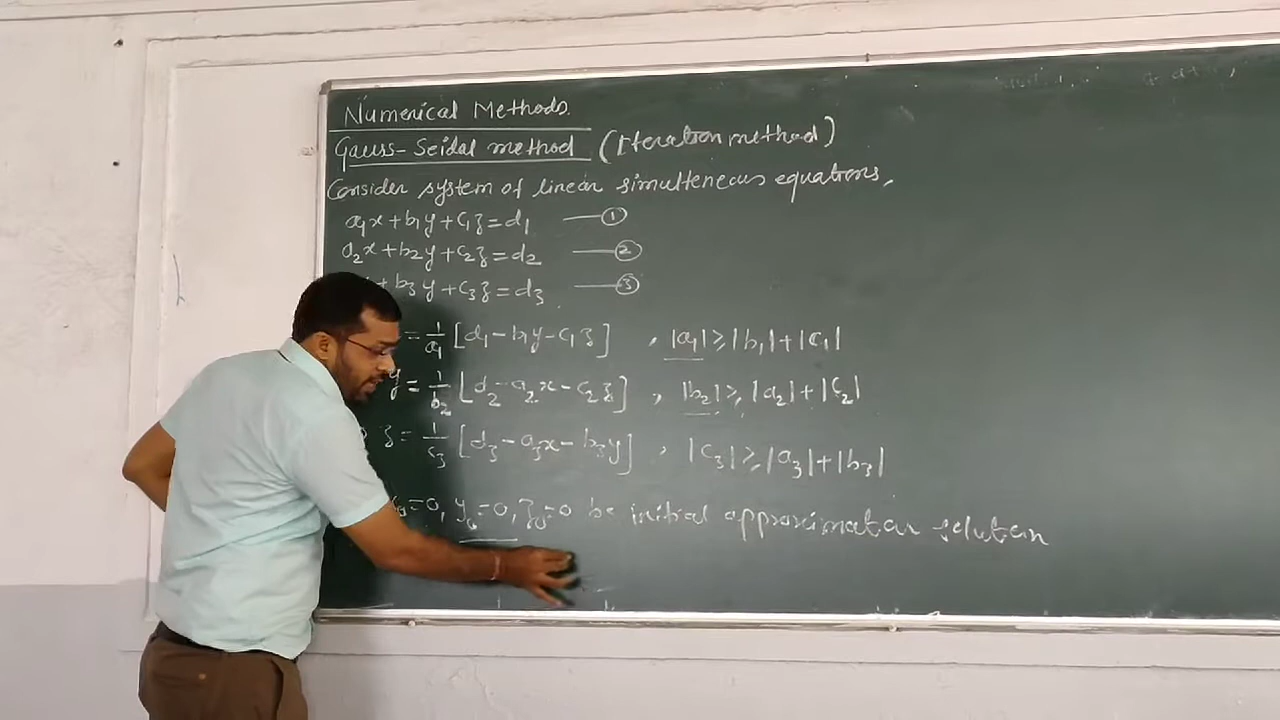 Numerical Methods.
Gauss-Seidal method (Iteration method)
Consider system of linear simulteneous equations,
a₁x+b₁y+c₁z=d₁ ——①
a₂x+b₂y+c₂z=d₂ ——②
+b₃y+c₃z=d₃ ——③
=1/a₁[d₁-b₁y-c₁z], |a₁|≥|b₁|+|c₁|
y=1/b₂[d₂-a₂x-c₂z], |b₂|≥|a₂|+|c₂|
z=1/c₃[d₃-a₃x-b₃y], |c₃|≥|a₃|+|b₃|
x₀=0, y₀=0, z₀=0 be initial approximation solution